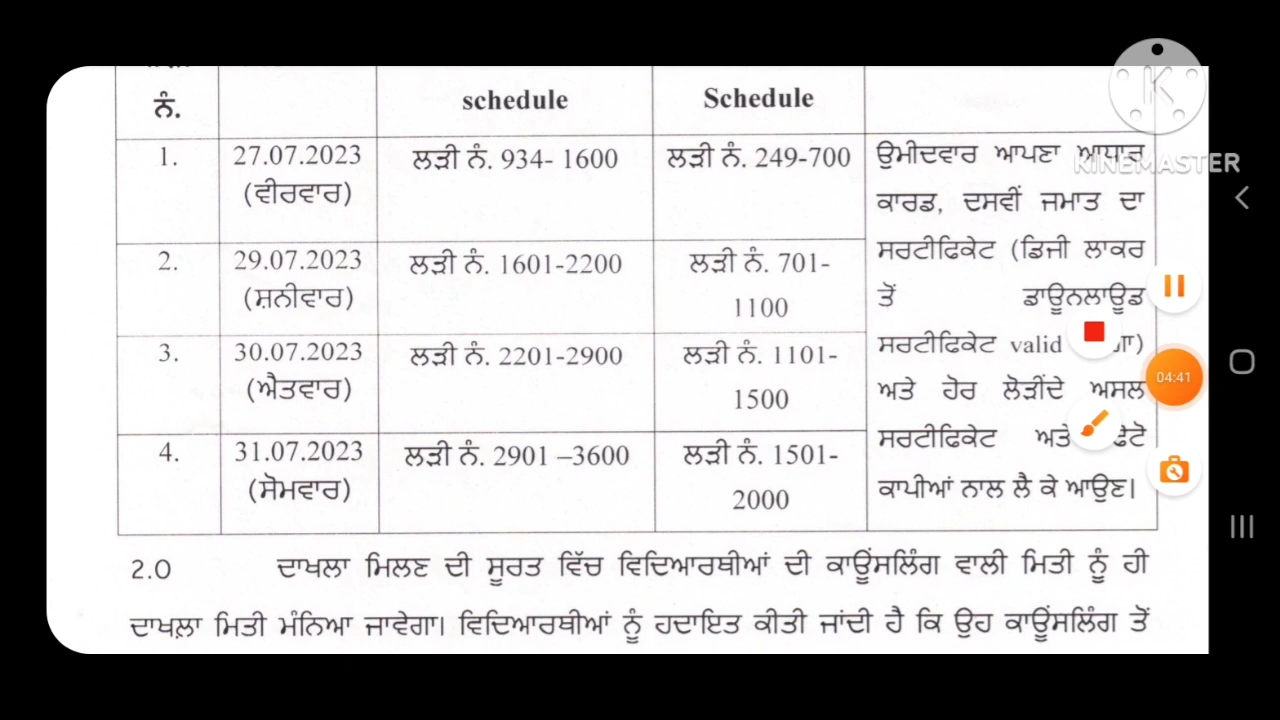 ਨੰ. schedule Schedule
1. 27.07.2023 (ਵੀਰਵਾਰ) ਲੜੀ ਨੰ. 934- 1600 ਲੜੀ ਨੰ. 249-700
2. 29.07.2023 (ਸ਼ਨੀਵਾਰ) ਲੜੀ ਨੰ. 1601-2200 ਲੜੀ ਨੰ. 701-1100
3. 30.07.2023 (ਐਤਵਾਰ) ਲੜੀ ਨੰ. 2201-2900 ਲੜੀ ਨੰ. 1101-1500
4. 31.07.2023 (ਸੋਮਵਾਰ) ਲੜੀ ਨੰ. 2901 –3600 ਲੜੀ ਨੰ. 1501-2000
ਉਮੀਦਵਾਰ ਆਪਣਾ ਆਧਾਰ
ਕਾਰਡ, ਦਸਵੀਂ ਜਮਾਤ ਦਾ
ਸਰਟੀਫਿਕੇਟ (ਡਿਜੀ ਲਾਕਰ
ਤੋਂ ਡਾਊਨਲਾਊਡ
ਸਰਟੀਫਿਕੇਟ valid
ਅਤੇ ਹੋਰ ਲੋੜੀਂਦੇ ਅਸਲ
ਸਰਟੀਫਿਕੇਟ ਅਤੇ
ਕਾਪੀਆਂ ਨਾਲ ਲੈ ਕੇ ਆਉਣ।
2.0 ਦਾਖਲਾ ਮਿਲਣ ਦੀ ਸੂਰਤ ਵਿੱਚ ਵਿਦਿਆਰਥੀਆਂ ਦੀ ਕਾਊਂਸਲਿੰਗ ਵਾਲੀ ਮਿਤੀ ਨੂੰ ਹੀ
ਦਾਖਲਾ ਮਿਤੀ ਮੰਨਿਆ ਜਾਵੇਗਾ। ਵਿਦਿਆਰਥੀਆਂ ਨੂੰ ਹਦਾਇਤ ਕੀਤੀ ਜਾਂਦੀ ਹੈ ਕਿ ਉਹ ਕਾਊਂਸਲਿੰਗ ਤੋਂ
KINEMASTER
04:41